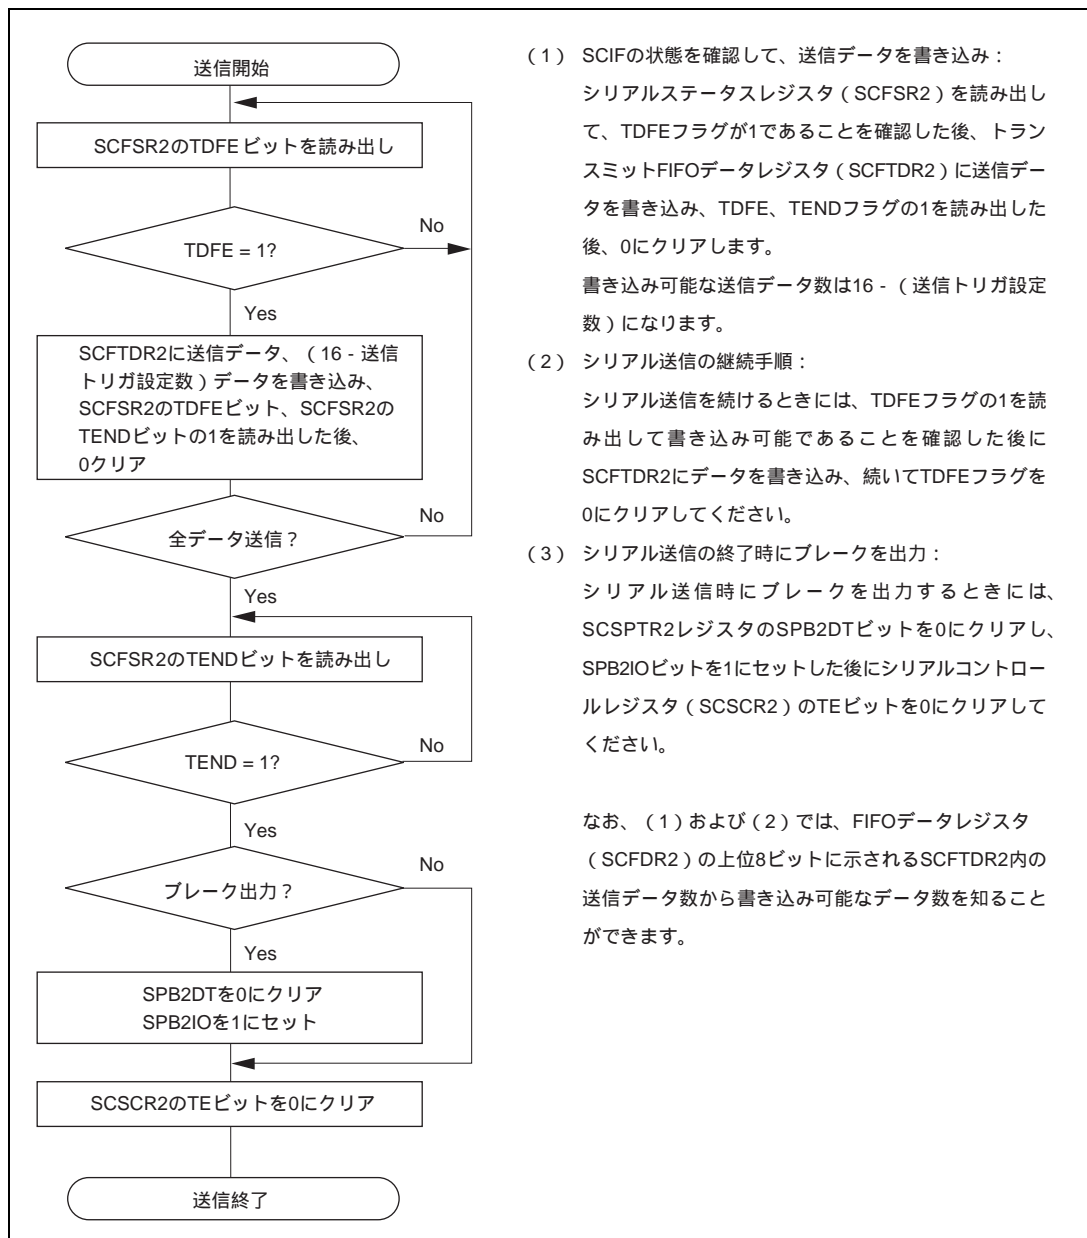 送信開始
SCFSR2のTDFEビットを読み出し
TDFE = 1?
No
Yes
SCFTDR2に送信データ、（16 - 送信
トリガ設定数）データを書き込み、
SCFSR2のTDFEビット、SCFSR2の
TENDビットの1を読み出した後、
0クリア
全データ送信？
No
Yes
SCFSR2のTENDビットを読み出し
TEND = 1?
No
Yes
ブレーク出力？
No
Yes
SPB2DTを0にクリア
SPB2IOを1にセット
SCSCR2のTEビットを0にクリア
送信終了
（1） SCIFの状態を確認して、送信データを書き込み：
シリアルステータスレジスタ（SCFSR2）を読み出し
て、TDFEフラグが1であることを確認した後、トラン
スミットFIFOデータレジスタ（SCFTDR2）に送信デー
タを書き込み、TDFE、TENDフラグの1を読み出した
後、0にクリアします。
書き込み可能な送信データ数は16 - （送信トリガ設定
数）になります。
（2） シリアル送信の継続手順：
シリアル送信を続けるときには、TDFEフラグの1を読
み出して書き込み可能であることを確認した後に
SCFTDR2にデータを書き込み、続いてTDFEフラグを
0にクリアしてください。
（3） シリアル送信の終了時にブレークを出力：
シリアル送信時にブレークを出力するときには、
SCSPTR2レジスタのSPB2DTビットを0にクリアし、
SPB2IOビットを1にセットした後にシリアルコントロー
ルレジスタ（SCSCR2）のTEビットを0にクリアして
ください。
なお、（1）および（2）では、FIFOデータレジスタ
（SCFDR2）の上位8ビットに示されるSCFTDR2内の
送信データ数から書き込み可能なデータ数を知ること
ができます。